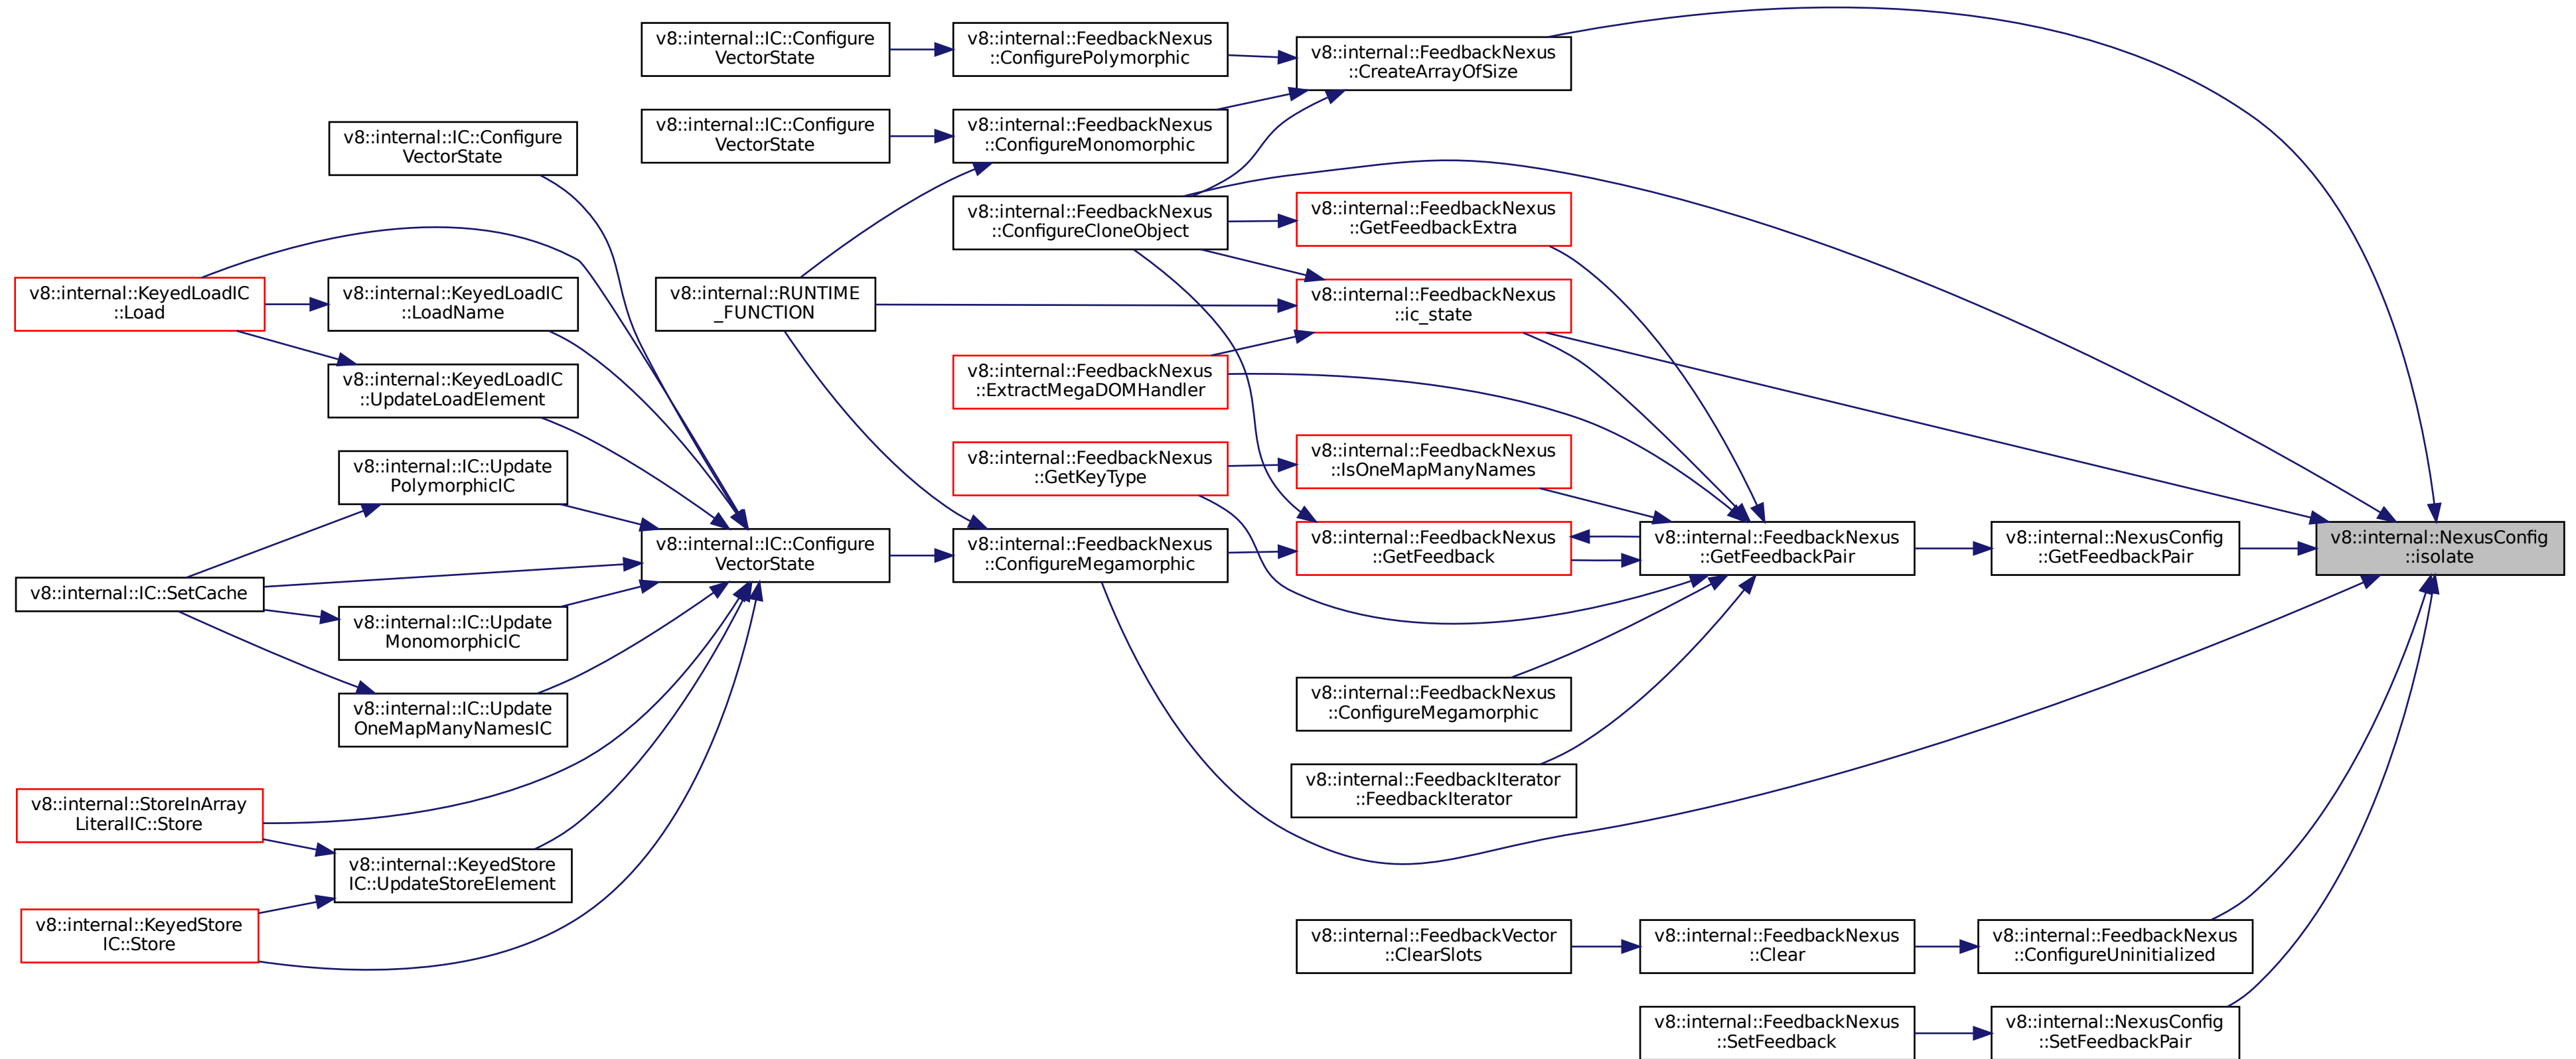 v8::internal::IC::Configure
VectorState
v8::internal::FeedbackNexus
::ConfigurePolymorphic
v8::internal::FeedbackNexus
::CreateArrayOfSize
v8::internal::IC::Configure
VectorState
v8::internal::FeedbackNexus
::ConfigureMonomorphic
v8::internal::IC::Configure
VectorState
v8::internal::FeedbackNexus
::ConfigureCloneObject
v8::internal::FeedbackNexus
::GetFeedbackExtra
v8::internal::KeyedLoadIC
::Load
v8::internal::KeyedLoadIC
::LoadName
v8::internal::RUNTIME
_FUNCTION
v8::internal::FeedbackNexus
::ic_state
v8::internal::KeyedLoadIC
::UpdateLoadElement
v8::internal::FeedbackNexus
::ExtractMegaDOMHandler
v8::internal::IC::Update
PolymorphicIC
v8::internal::FeedbackNexus
::GetKeyType
v8::internal::FeedbackNexus
::IsOneMapManyNames
v8::internal::IC::Configure
VectorState
v8::internal::FeedbackNexus
::ConfigureMegamorphic
v8::internal::FeedbackNexus
::GetFeedback
v8::internal::FeedbackNexus
::GetFeedbackPair
v8::internal::NexusConfig
::GetFeedbackPair
v8::internal::NexusConfig
::isolate
v8::internal::IC::SetCache
v8::internal::IC::Update
MonomorphicIC
v8::internal::IC::Update
OneMapManyNamesIC
v8::internal::FeedbackNexus
::ConfigureMegamorphic
v8::internal::FeedbackIterator
::FeedbackIterator
v8::internal::StoreInArray
LiteralIC::Store
v8::internal::KeyedStore
IC::UpdateStoreElement
v8::internal::KeyedStore
IC::Store
v8::internal::FeedbackVector
::ClearSlots
v8::internal::FeedbackNexus
::Clear
v8::internal::FeedbackNexus
::ConfigureUninitialized
v8::internal::FeedbackNexus
::SetFeedback
v8::internal::NexusConfig
::SetFeedbackPair